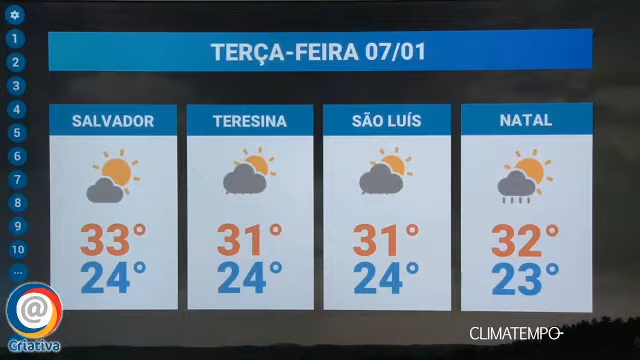 1
2
3
4
5
6
7
8
9
10
...
TERÇA-FEIRA 07/01
SALVADOR
TERESINA
SÃO LUÍS
NATAL
33°
24°
31°
24°
31°
24°
32°
23°
CLIMATEMPO
@
Criativa